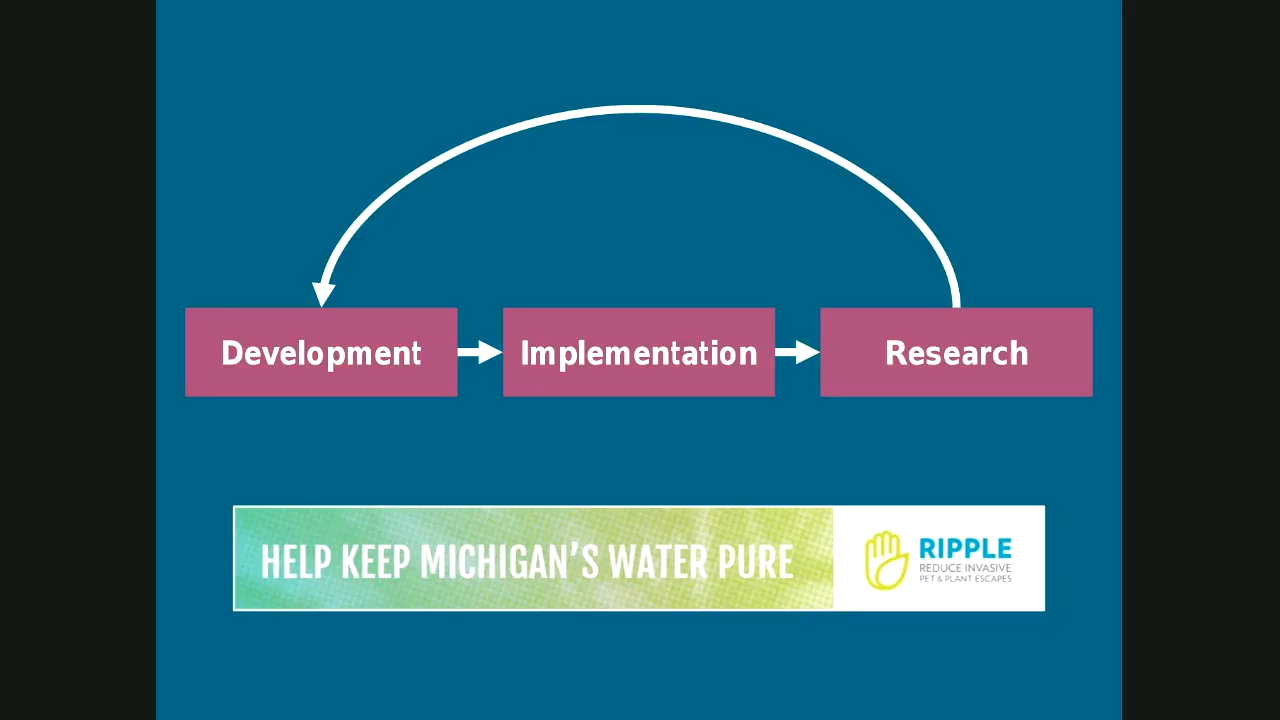 Development
Implementation
Research
HELP KEEP MICHIGAN'S WATER PURE
RIPPLE
REDUCE INVASIVE
PET & PLANT ESCAPES